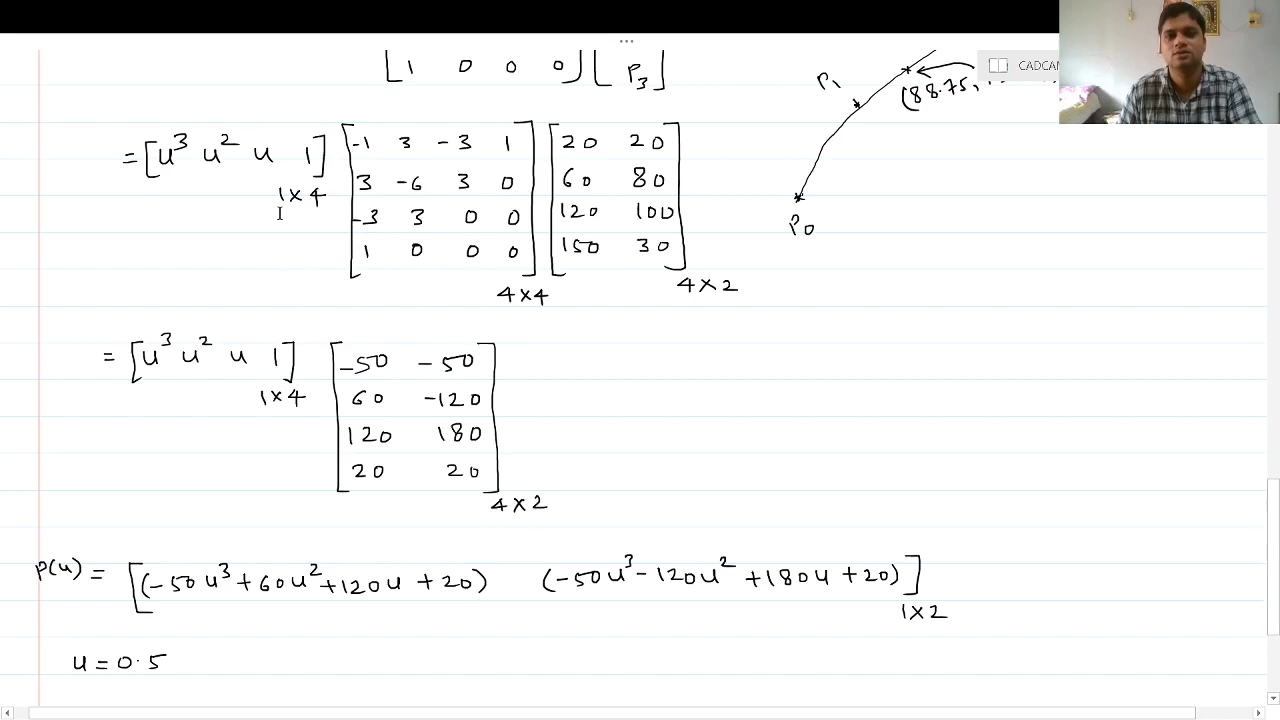 [ 1 0 0 0 ] [ P3 ]
CADCAM
P1
(88.75,
= [u³ u² u 1] 1×4 [ -1 3 -3 1 ] [ 20 20 ]
[ 3 -6 3 0 ] [ 60 80 ]
[ -3 3 0 0 ] [ 120 100 ]
[ 1 0 0 0 ] 4×4 [ 150 30 ] 4×2
P0
= [u³ u² u 1] 1×4 [ -50 -50 ]
[ 60 -120 ]
[ 120 180 ]
[ 20 20 ] 4×2
P(u) = [(-50u³+60u²+120u+20) (-50u³-120u²+180u+20)] 1×2
u = 0.5